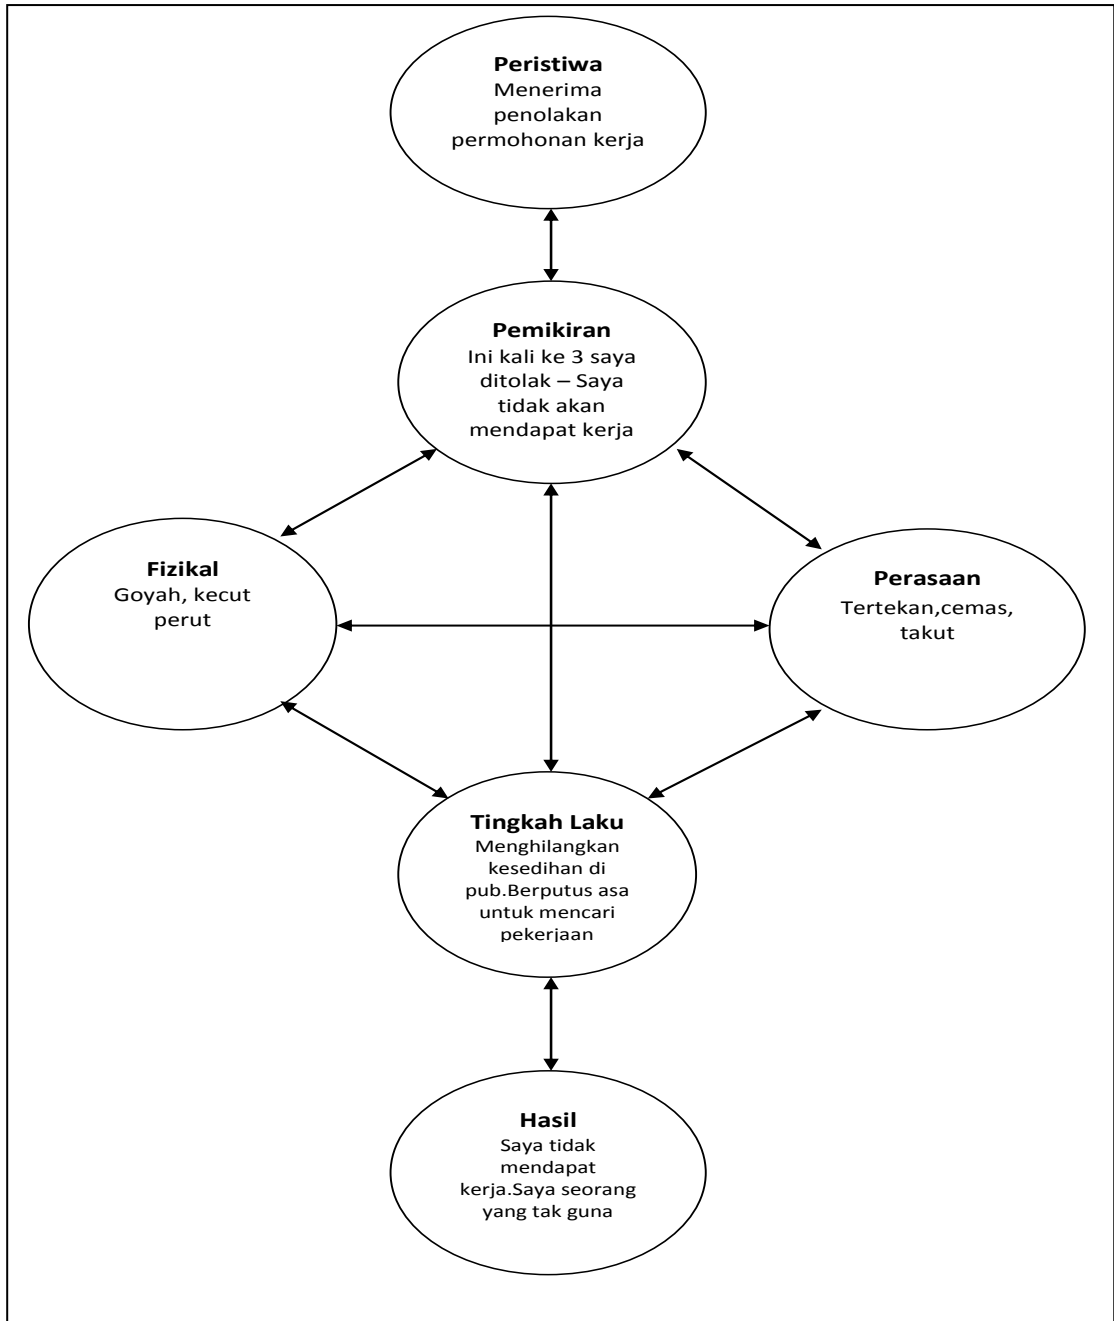 Peristiwa
Menerima
penolakan
permohonan kerja
Pemikiran
Ini kali ke 3 saya
ditolak – Saya
tidak akan
mendapat kerja
Fizikal
Goyah, kecut
perut
Perasaan
Tertekan,cemas,
takut
Tingkah Laku
Menghilangkan
kesedihan di
pub.Berputus asa
untuk mencari
pekerjaan
Hasil
Saya tidak
mendapat
kerja.Saya seorang
yang tak guna